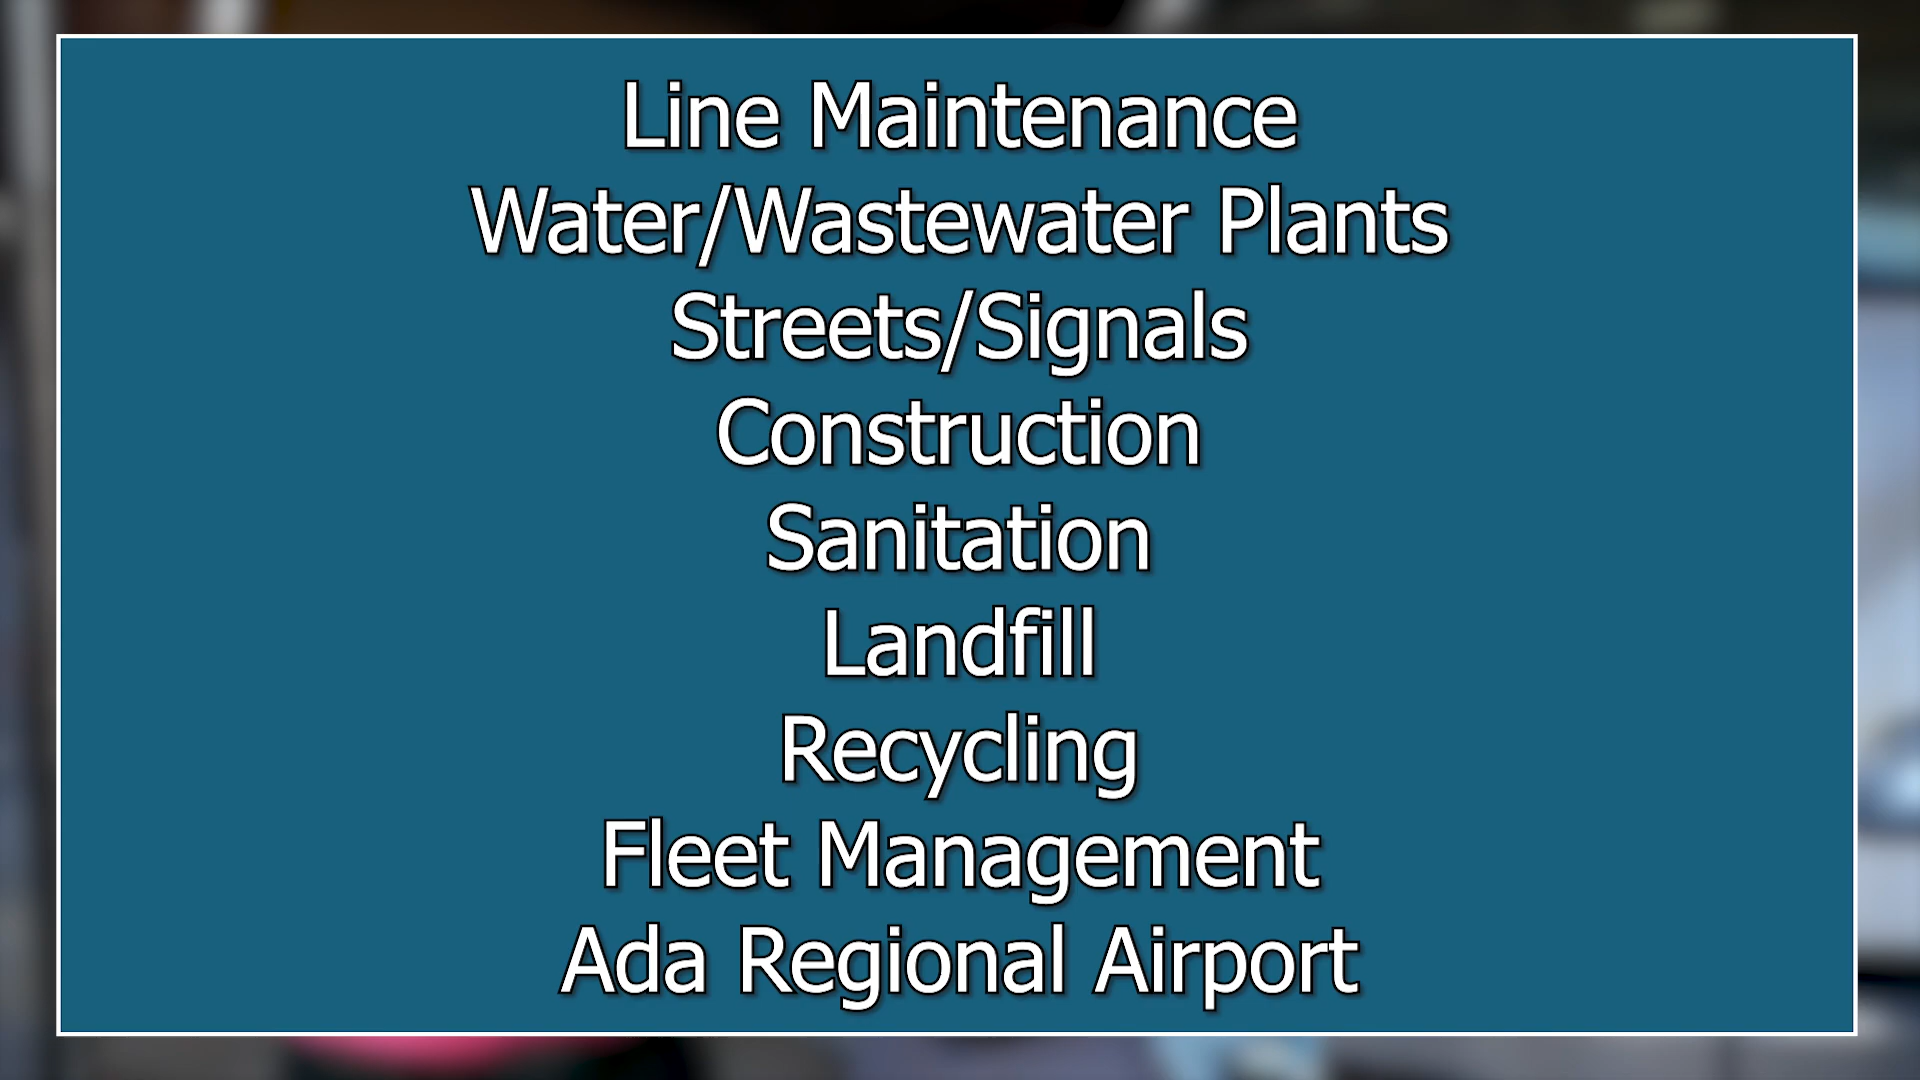 Line Maintenance
Water/Wastewater Plants
Streets/Signals
Construction
Sanitation
Landfill
Recycling
Fleet Management
Ada Regional Airport